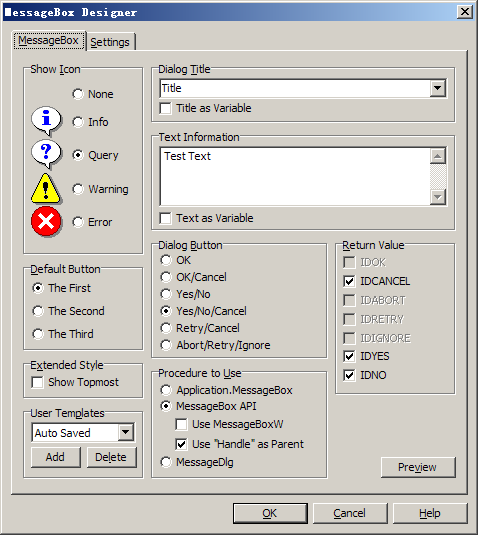 MessageBox Designer
MessageBox
Settings
Show Icon
None
Info
Query
Warning
Error
Default Button
The First
The Second
The Third
Extended Style
Show Topmost
User Templates
Auto Saved
Add
Delete
Dialog Title
Title
Title as Variable
Text Information
Test Text
Text as Variable
Dialog Button
OK
OK/Cancel
Yes/No
Yes/No/Cancel
Retry/Cancel
Abort/Retry/Ignore
Procedure to Use
Application.MessageBox
MessageBox API
Use MessageBoxW
Use "Handle" as Parent
MessageDlg
Return Value
IDOK
IDCANCEL
IDABORT
IDRETRY
IDIGNORE
IDYES
IDNO
Preview
OK
Cancel
Help